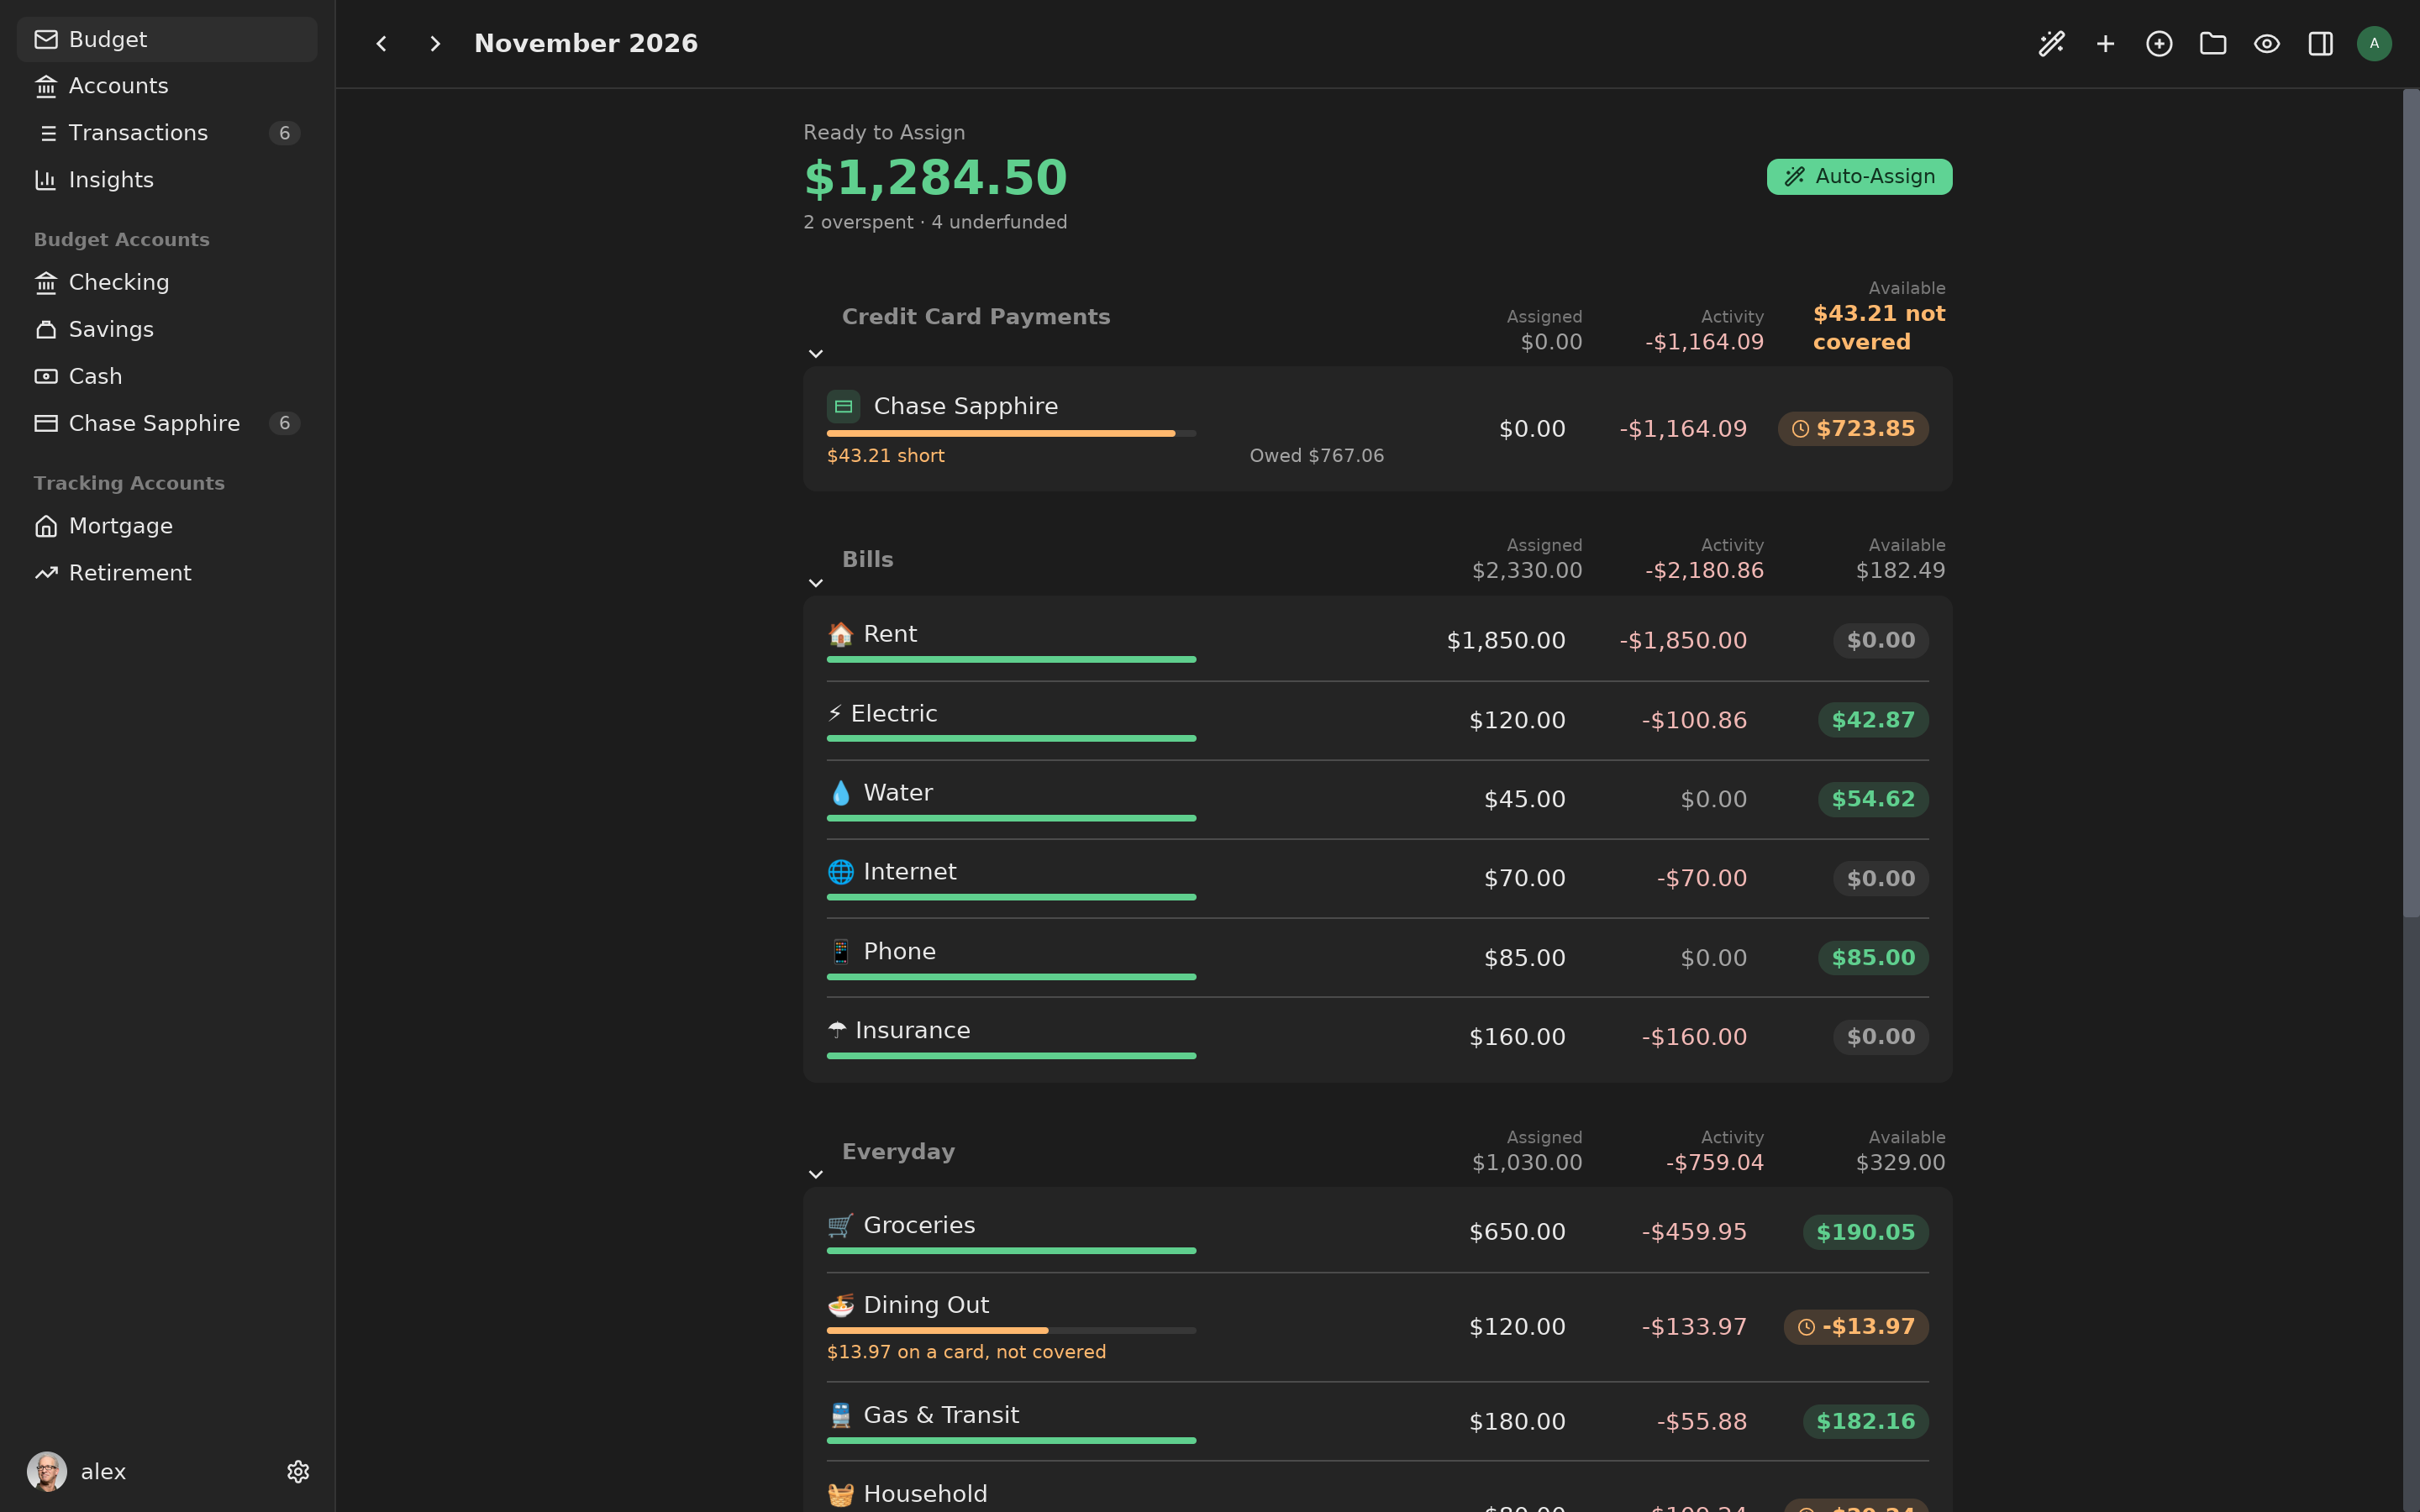 Budget
Accounts
Transactions 6
Insights
Budget Accounts
Checking
Savings
Cash
Chase Sapphire 6
Tracking Accounts
Mortgage
Retirement
alex
November 2026
A
Ready to Assign
$1,284.50
2 overspent · 4 underfunded
Auto-Assign
Credit Card Payments
Assigned
$0.00
Activity
-$1,164.09
Available
$43.21 not
covered
Chase Sapphire
$43.21 short
Owed $767.06
$0.00
-$1,164.09
$723.85
Bills
Assigned
$2,330.00
Activity
-$2,180.86
Available
$182.49
Rent $1,850.00 -$1,850.00 $0.00
Electric $120.00 -$100.86 $42.87
Water $45.00 $0.00 $54.62
Internet $70.00 -$70.00 $0.00
Phone $85.00 $0.00 $85.00
Insurance $160.00 -$160.00 $0.00
Everyday
Assigned
$1,030.00
Activity
-$759.04
Available
$329.00
Groceries $650.00 -$459.95 $190.05
Dining Out $120.00 -$133.97 -$13.97
$13.97 on a card, not covered
Gas & Transit $180.00 -$55.88 $182.16
Household